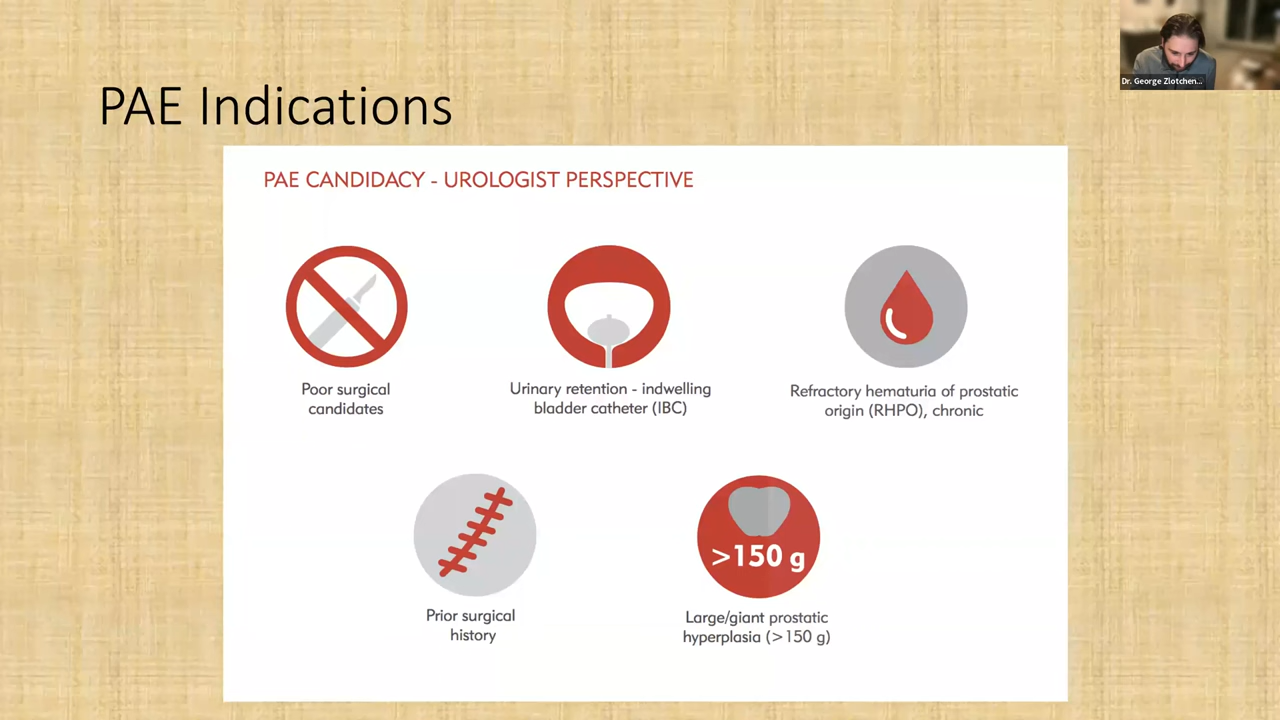 Dr. George Zlotchen...
PAE Indications
PAE CANDIDACY - UROLOGIST PERSPECTIVE
Poor surgical
candidates
Urinary retention - indwelling
bladder catheter (IBC)
Refractory hematuria of prostatic
origin (RHPO), chronic
>150 g
Prior surgical
history
Large/giant prostatic
hyperplasia (>150 g)